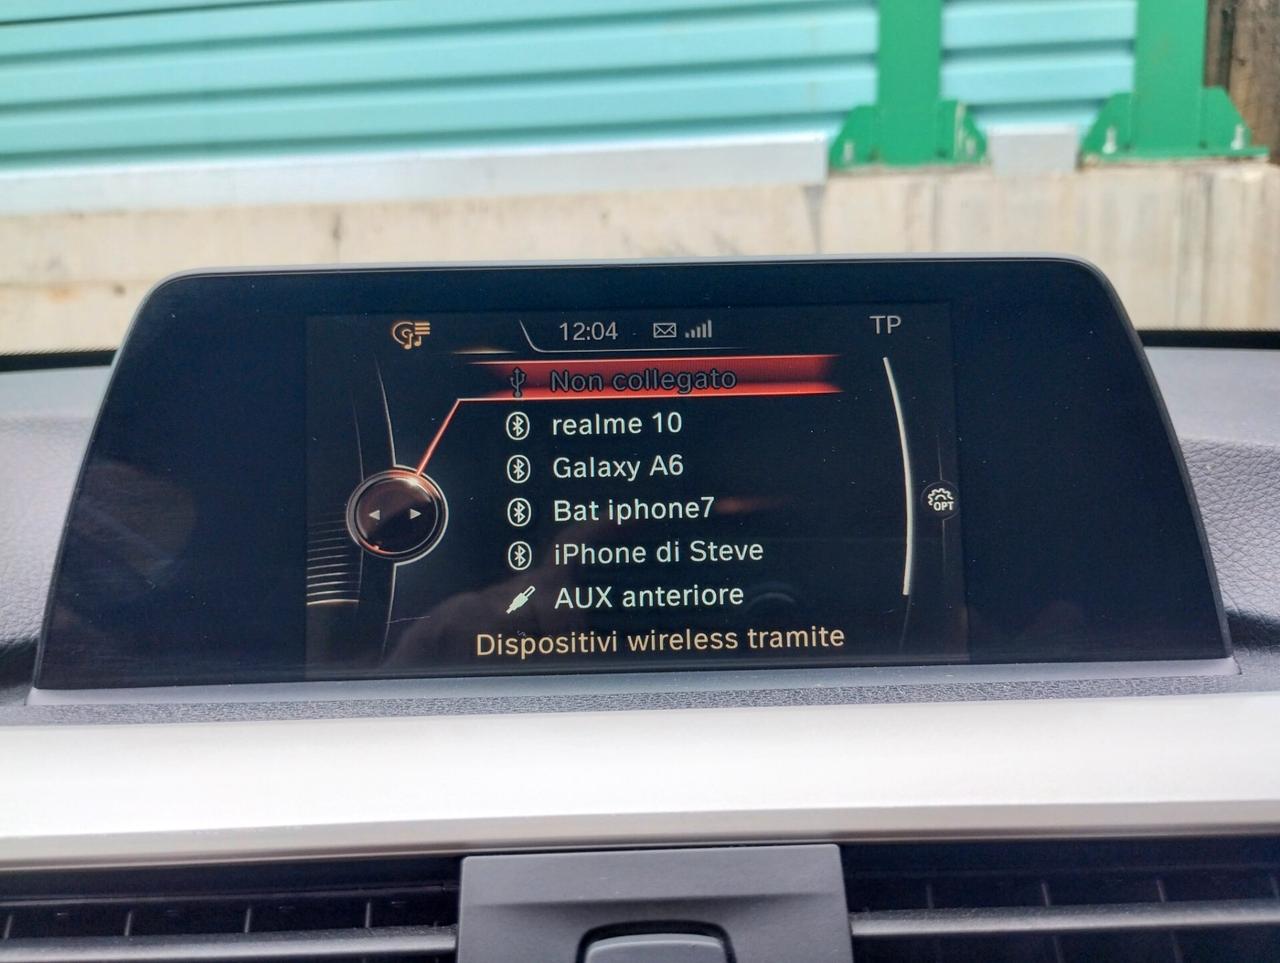 12:04
TP
Non collegato
realme 10
Galaxy A6
Bat iphone7
iPhone di Steve
OPT
AUX anteriore
Dispositivi wireless tramite